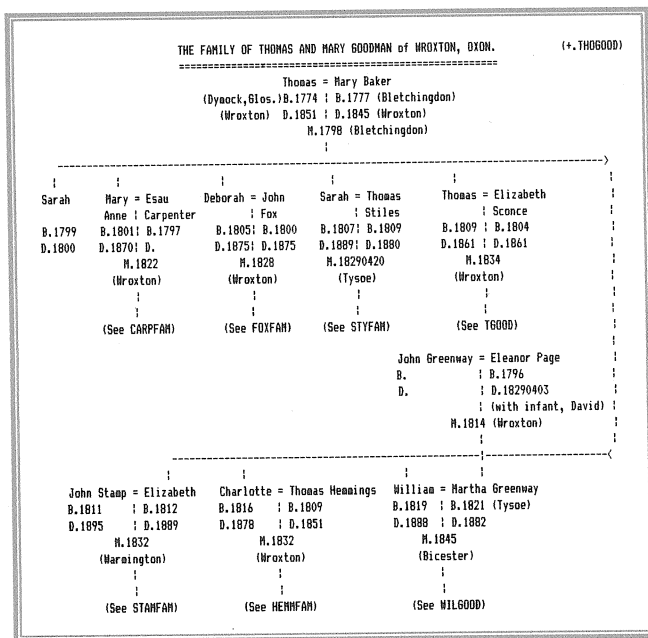 THE FAMILY OF THOMAS AND MARY GOODMAN of WROXTON, OXON. (+.THOGOOD)
Thomas = Mary Baker
(Dymock,Glos.)B.1774 ¦ B.1777 (Bletchingdon)
(Wroxton) D.1851 ¦ D.1845 (Wroxton)
M.1798 (Bletchingdon)
Sarah Mary = Esau Deborah = John Sarah = Thomas Thomas = Elizabeth
Anne ¦ Carpenter ¦ Fox ¦ Stiles ¦ Sconce
B.1799 B.1801¦ B.1797 B.1805¦ B.1800 B.1807¦ B.1809 B.1809 ¦ B.1804
D.1800 D.1870¦ D. D.1875¦ D.1875 D.1889¦ D.1880 D.1861 ¦ D.1861
M.1822 M.1828 M.18290420 M.1834
(Wroxton) (Wroxton) (Tysoe) (Wroxton)
(See CARPFAM) (See FOXFAM) (See STYFAM) (See TGOOD)
John Greenway = Eleanor Page
B. ¦ B.1796
D. ¦ D.18290403
¦ (with infant, David)
M.1814 (Wroxton)
John Stamp = Elizabeth Charlotte = Thomas Hemmings William = Martha Greenway
B.1811 ¦ B.1812 B.1816 ¦ B.1809 B.1819 ¦ B.1821 (Tysoe)
D.1895 ¦ D.1889 D.1878 ¦ D.1851 D.1888 ¦ D.1882
M.1832 M.1832 M.1845
(Warmington) (Wroxton) (Bicester)
(See STAMFAM) (See HEMMFAM) (See WILGOOD)